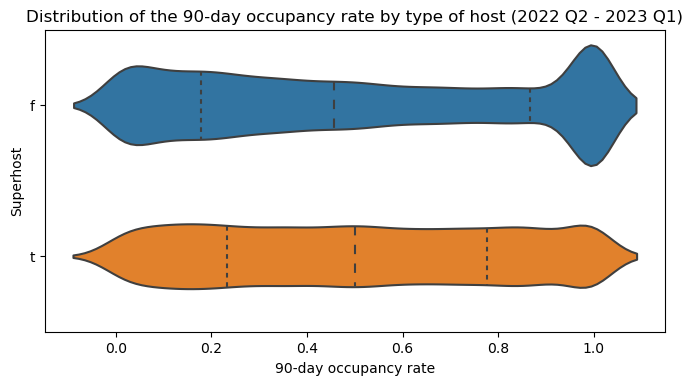 Distribution of the 90-day occupancy rate by type of host (2022 Q2 - 2023 Q1)
f
Superhost
t
0.0 0.2 0.4 0.6 0.8 1.0
90-day occupancy rate